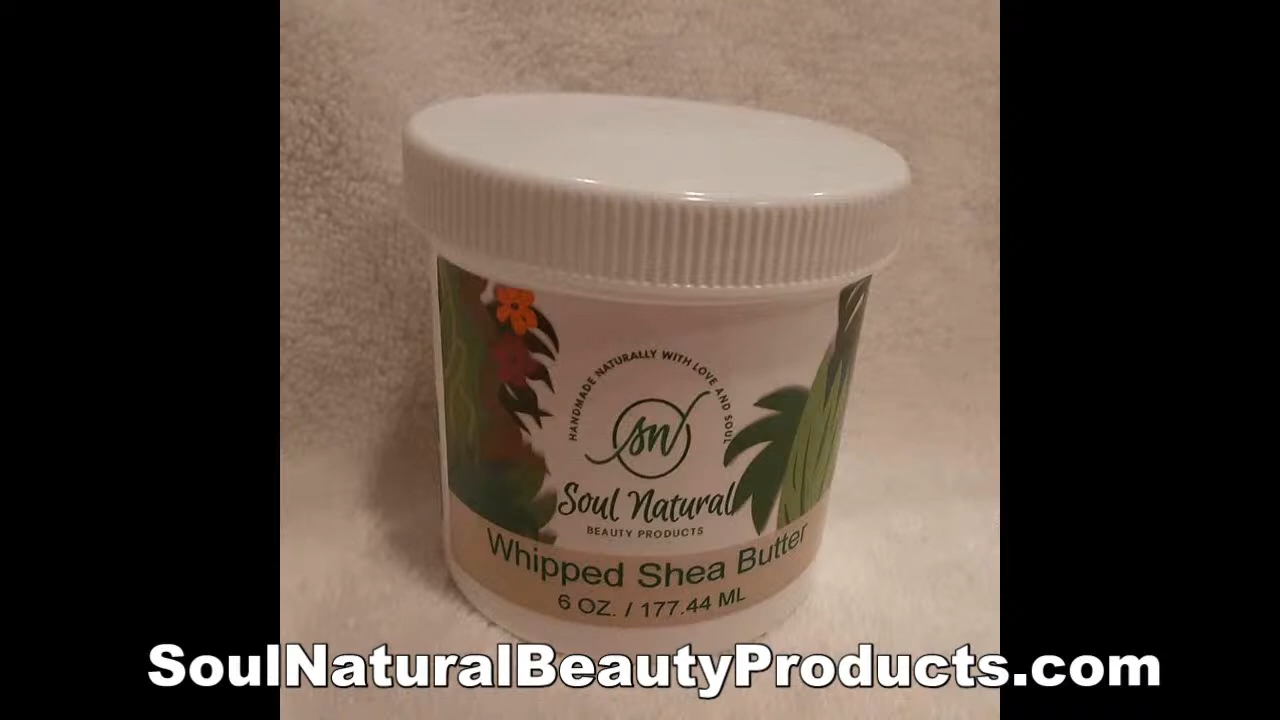 HANDMADE NATURALLY WITH LOVE AND SOUL
sn
Soul Natural
BEAUTY PRODUCTS
Whipped Shea Butter
6 OZ. / 177.44 ML
SoulNaturalBeautyProducts.com